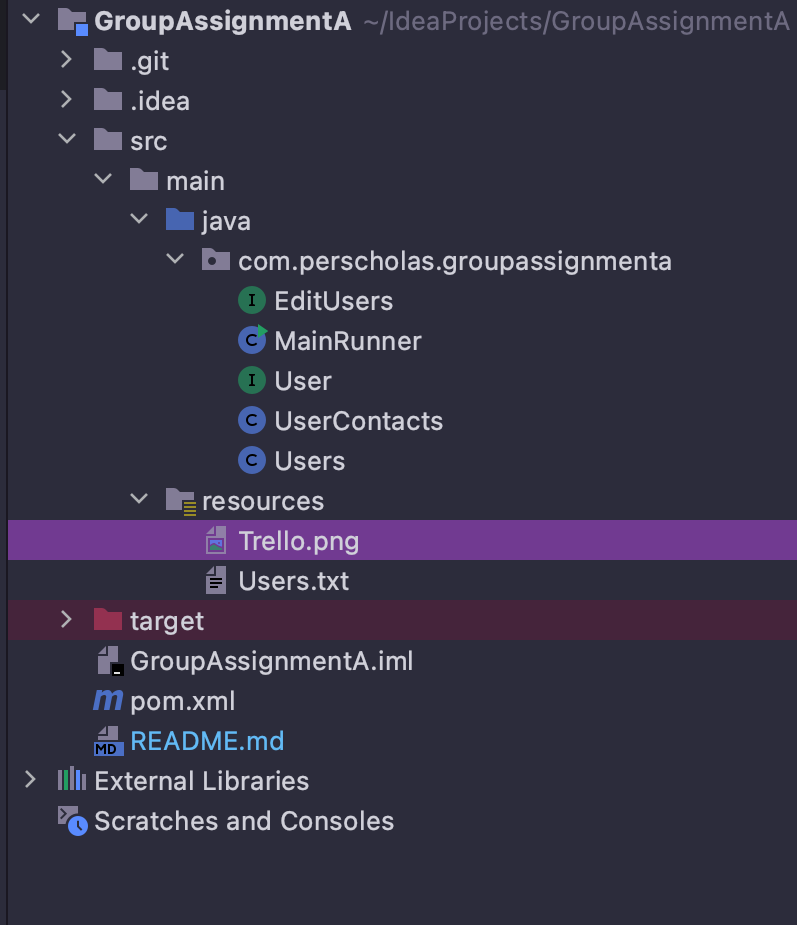 GroupAssignmentA ~/IdeaProjects/GroupAssignmentA
.git
.idea
src
main
java
com.perscholas.groupassignmenta
I EditUsers
C MainRunner
I User
C UserContacts
C Users
resources
Trello.png
Users.txt
target
GroupAssignmentA.iml
m pom.xml
MD README.md
External Libraries
Scratches and Consoles